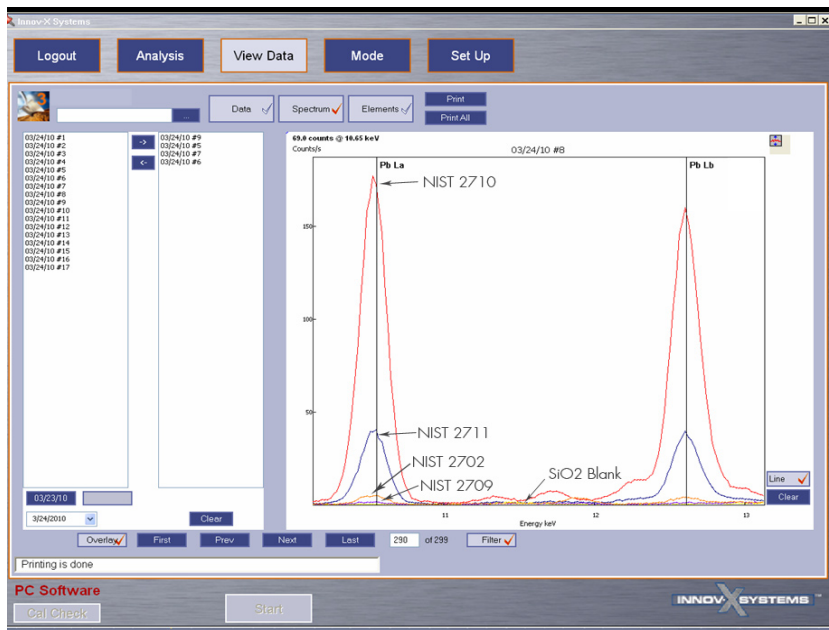 Innov-X Systems
Logout
Analysis
View Data
Mode
Set Up
...
Data
Spectrum
Elements
Print
Print All
03/24/10 #1
03/24/10 #2
03/24/10 #3
03/24/10 #4
03/24/10 #5
03/24/10 #6
03/24/10 #7
03/24/10 #8
03/24/10 #9
03/24/10 #10
03/24/10 #11
03/24/10 #12
03/24/10 #13
03/24/10 #14
03/24/10 #15
03/24/10 #16
03/24/10 #17
->
<-
03/24/10 #9
03/24/10 #5
03/24/10 #7
03/24/10 #6
69.0 counts @ 10.65 keV
Counts/s
03/24/10 #8
Pb La
Pb Lb
NIST 2710
150
100
50
NIST 2711
NIST 2702
NIST 2709
SiO2 Blank
11
12
13
Energy keV
Line
Clear
03/23/10
3/24/2010
Clear
Overlay
First
Prev
Next
Last
290
of 299
Filter
Printing is done
PC Software
Cal Check
Start
INNOV-X SYSTEMS